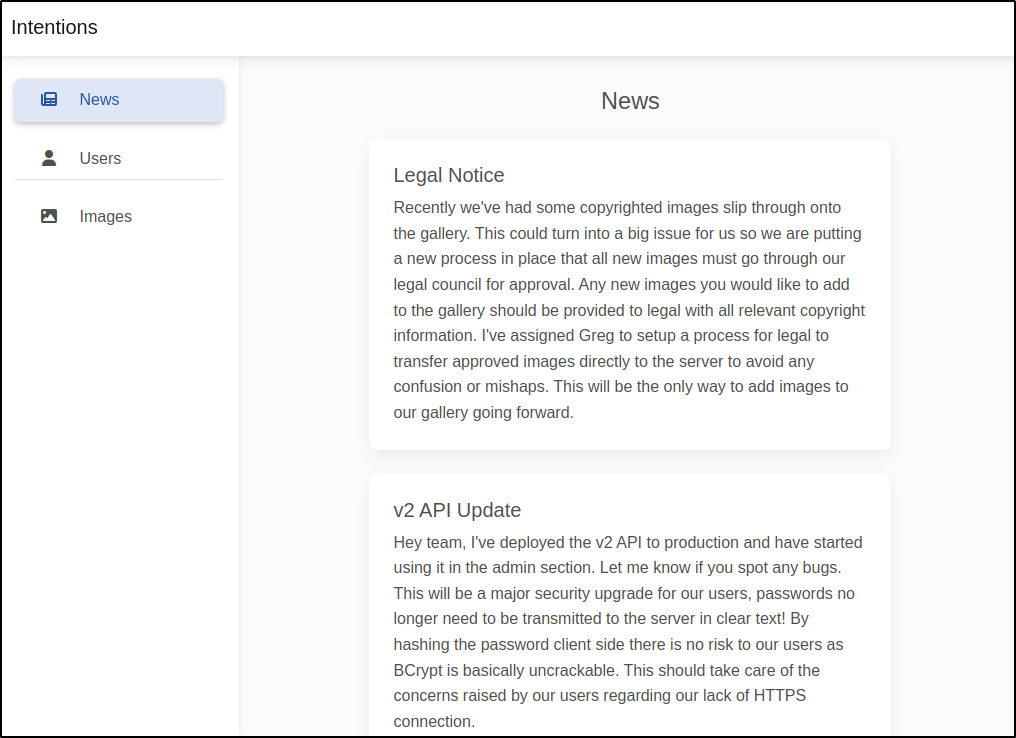 Intentions
News
Users
Images
News
Legal Notice
Recently we've had some copyrighted images slip through onto
the gallery. This could turn into a big issue for us so we are putting
a new process in place that all new images must go through our
legal council for approval. Any new images you would like to add
to the gallery should be provided to legal with all relevant copyright
information. I've assigned Greg to setup a process for legal to
transfer approved images directly to the server to avoid any
confusion or mishaps. This will be the only way to add images to
our gallery going forward.
v2 API Update
Hey team, I've deployed the v2 API to production and have started
using it in the admin section. Let me know if you spot any bugs.
This will be a major security upgrade for our users, passwords no
longer need to be transmitted to the server in clear text! By
hashing the password client side there is no risk to our users as
BCrypt is basically uncrackable. This should take care of the
concerns raised by our users regarding our lack of HTTPS
connection.